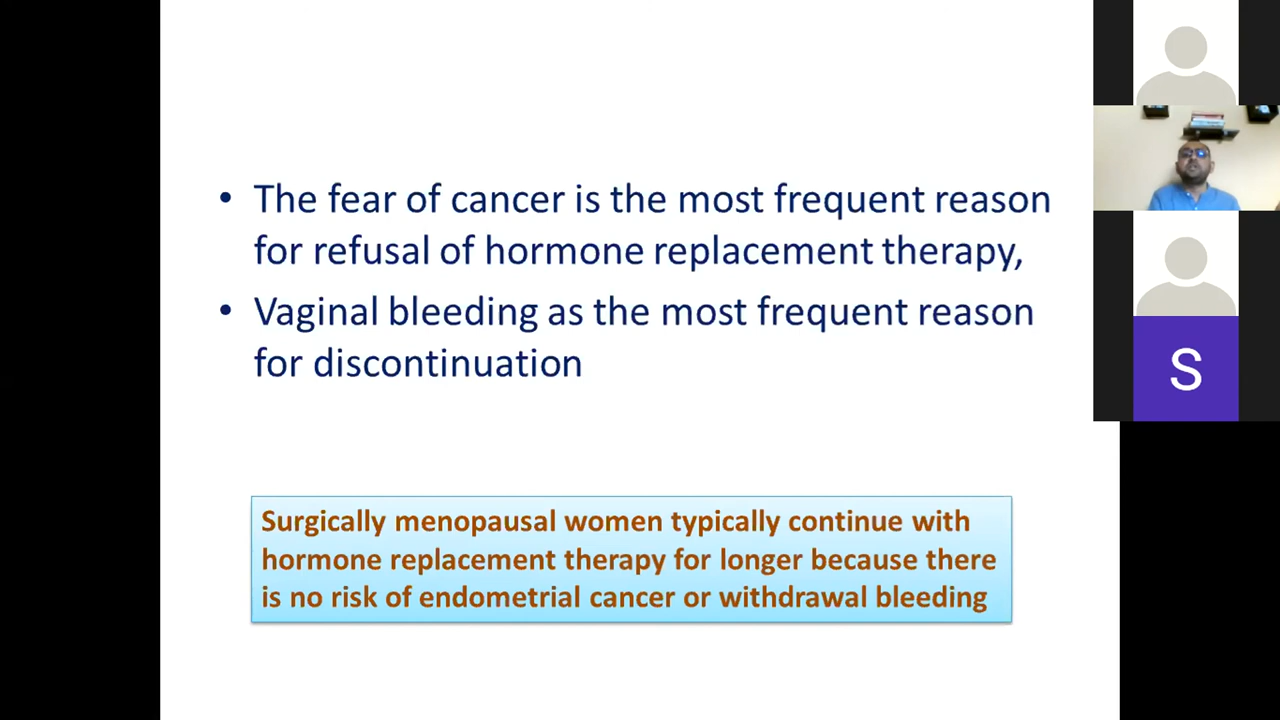 • The fear of cancer is the most frequent reason
for refusal of hormone replacement therapy,
• Vaginal bleeding as the most frequent reason
for discontinuation
Surgically menopausal women typically continue with
hormone replacement therapy for longer because there
is no risk of endometrial cancer or withdrawal bleeding
S